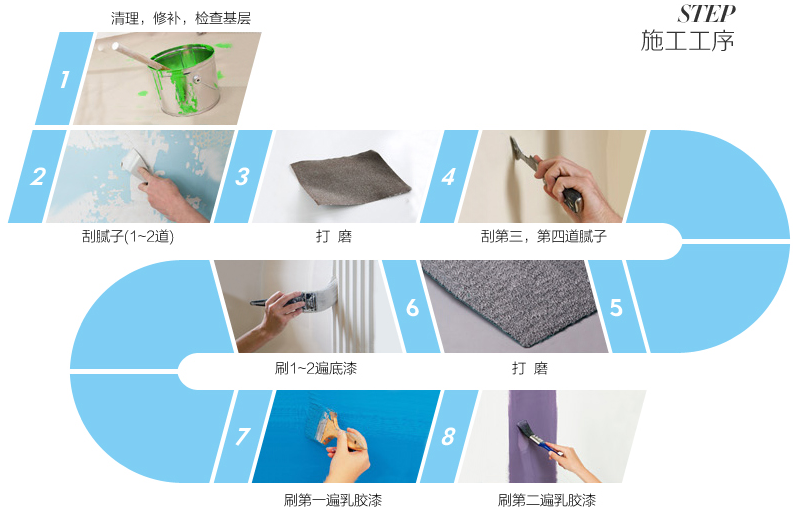 STEP
施工工序
清理，修补，检查基层
1
2
3
4
刮腻子(1~2道)
打 磨
刮第三，第四道腻子
5
6
打 磨
刷1~2遍底漆
7
8
刷第一遍乳胶漆
刷第二遍乳胶漆